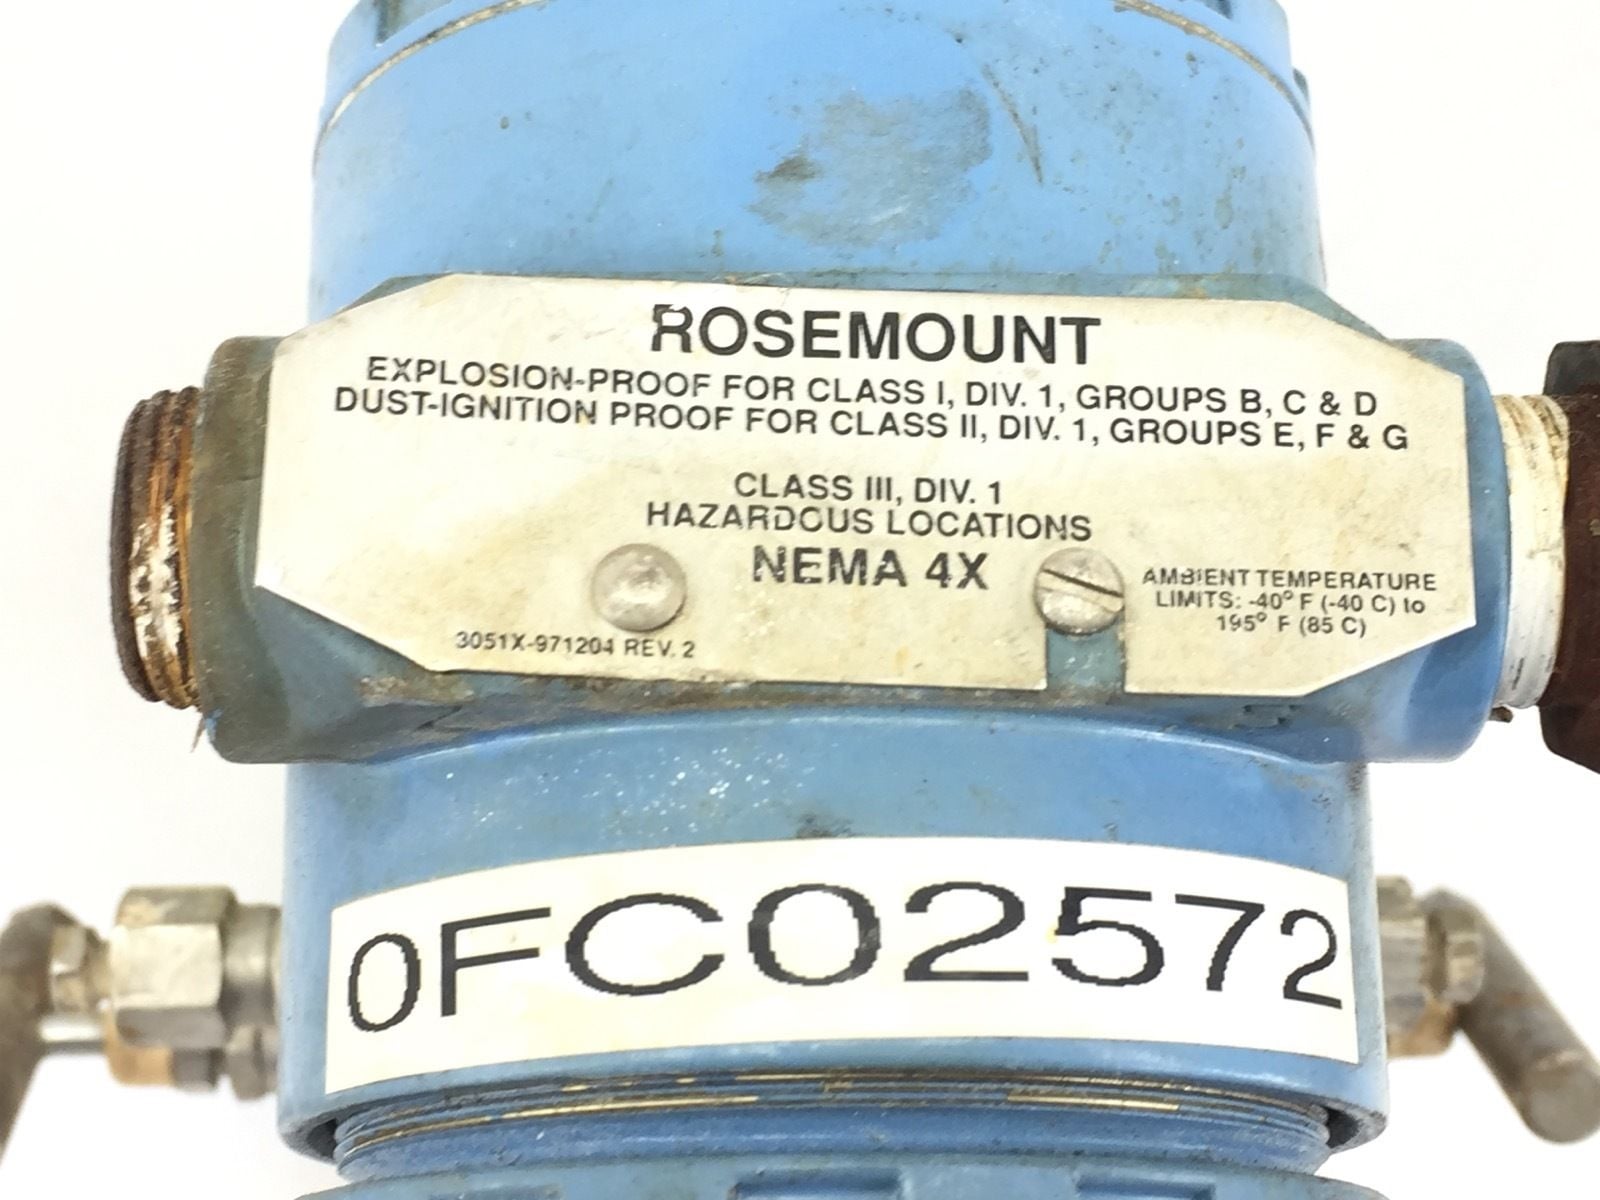 ROSEMOUNT
EXPLOSION-PROOF FOR CLASS I, DIV. 1, GROUPS B, C & D
DUST-IGNITION PROOF FOR CLASS II, DIV. 1, GROUPS E, F & G
CLASS III, DIV. 1
HAZARDOUS LOCATIONS
NEMA 4X
AMBIENT TEMPERATURE
LIMITS: -40° F (-40 C) to
195° F (85 C)
3051X-971204 REV. 2
0FC02572